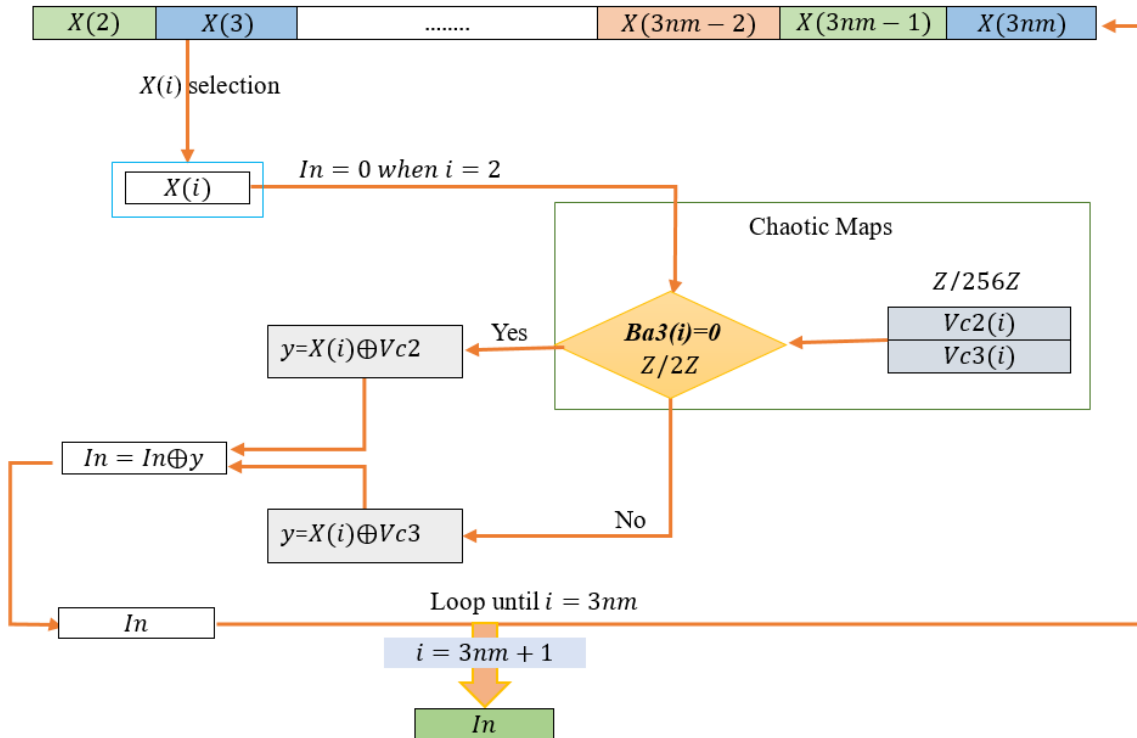 X(2) X(3) ........ X(3nm − 2) X(3nm − 1) X(3nm)
X(i) selection
In = 0 when i = 2
X(i)
Chaotic Maps
Z/256Z
Vc2(i)
Vc3(i)
Ba3(i)=0
Z/2Z
Yes
y=X(i)⊕Vc2
In = In⊕y
y=X(i)⊕Vc3
No
Loop until i = 3nm
In
i = 3nm + 1
In